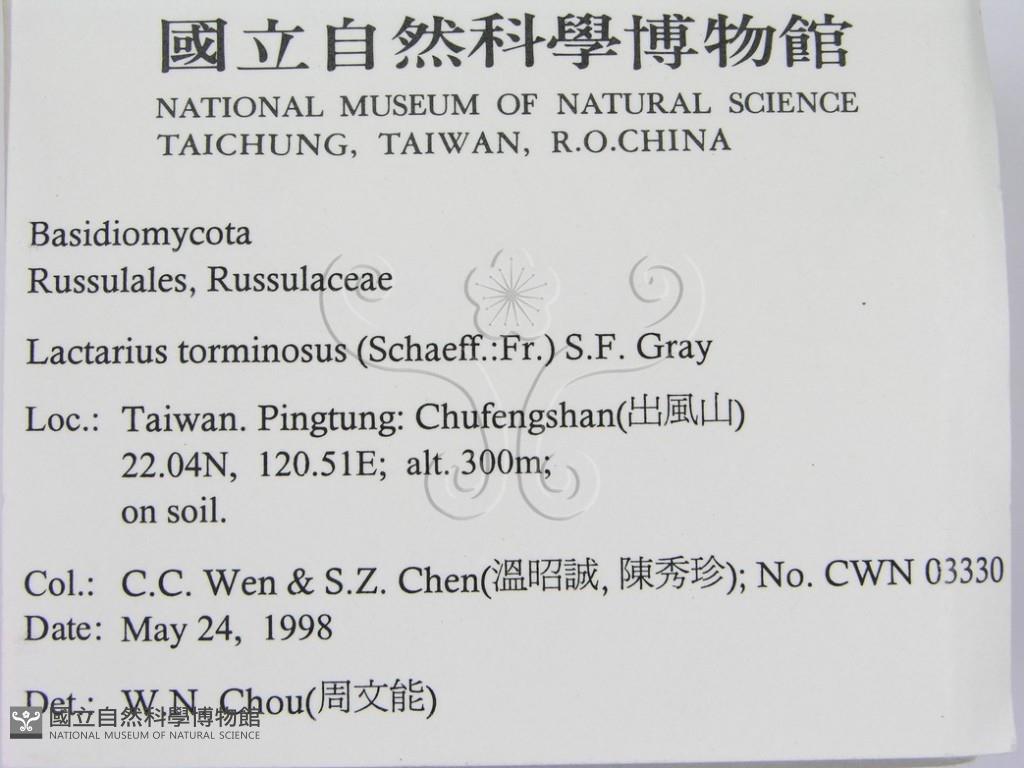 國立自然科學博物館
NATIONAL MUSEUM OF NATURAL SCIENCE
TAICHUNG, TAIWAN, R.O.CHINA
Basidiomycota
Russulales, Russulaceae
Lactarius torminosus (Schaeff.:Fr.) S.F. Gray
Loc.: Taiwan. Pingtung: Chufengshan(出風山)
22.04N, 120.51E; alt. 300m;
on soil.
Col.: C.C. Wen & S.Z. Chen(溫昭誠, 陳秀珍); No. CWN 03330
Date: May 24, 1998
Det.: W.N. Chou(周文能)
國立自然科學博物館
NATIONAL MUSEUM OF NATURAL SCIENCE